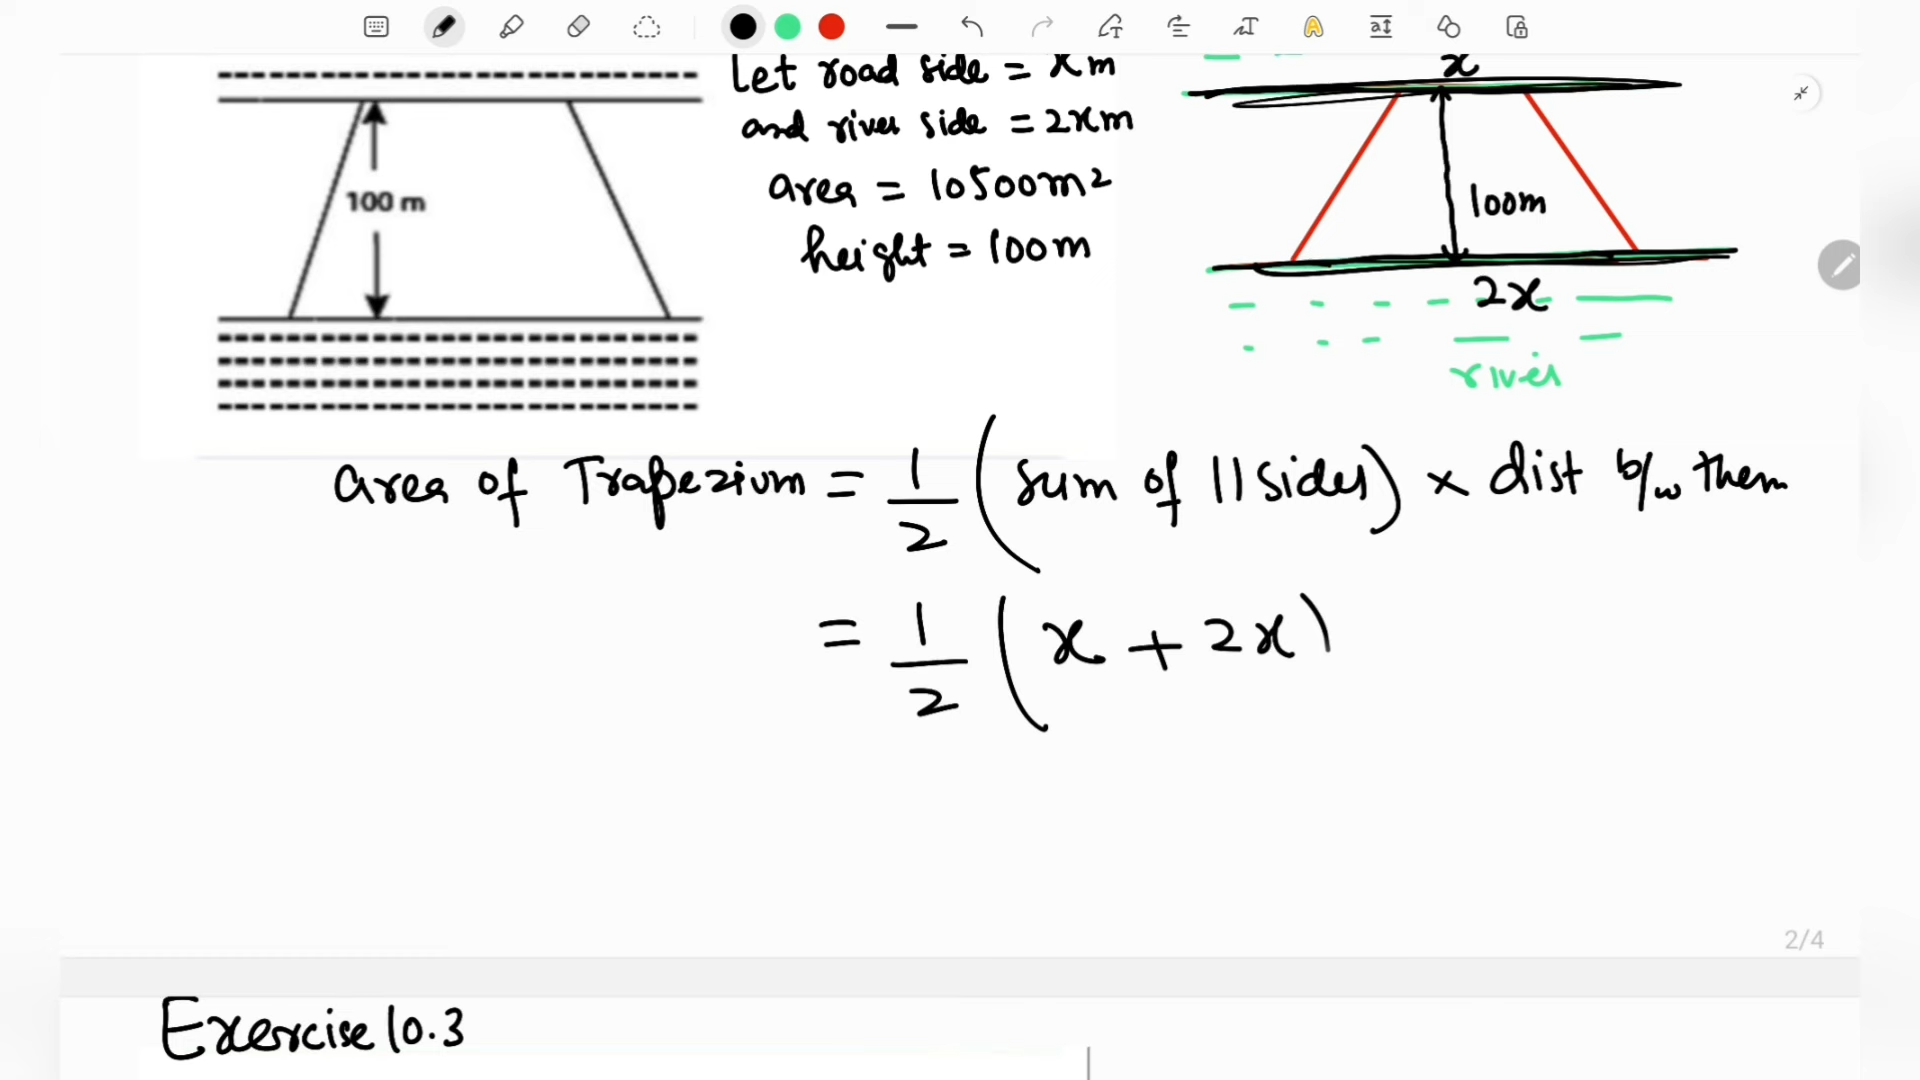 x
Let road side = x m
and river side = 2x m
area = 10500 m²
height = 100 m
100 m
100m
2x
river
area of Trapezium = 1/2 (sum of || sides) × dist b/w them
= 1/2 (x + 2x)
2/4
Exercise 10.3